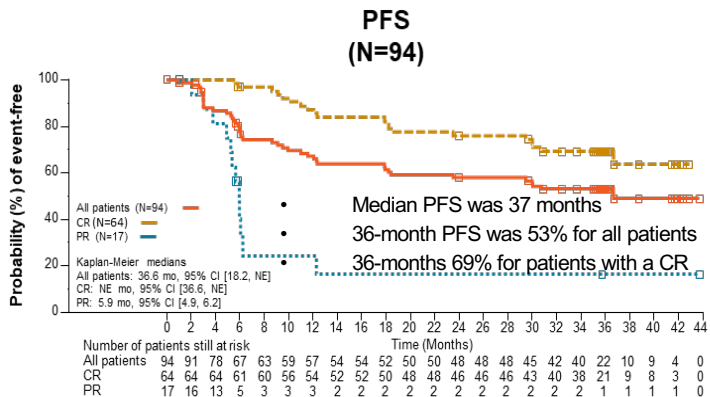 PFS
(N=94)
Probability (%) of event-free
100
80
60
40
20
0
All patients (N=94)
CR (N=64)
PR (N=17)
Kaplan-Meier medians
All patients: 36.6 mo, 95% CI [18.2, NE]
CR: NE mo, 95% CI [36.6, NE]
PR: 5.9 mo, 95% CI [4.9, 6.2]
• Median PFS was 37 months
• 36-month PFS was 53% for all patients
• 36-months 69% for patients with a CR
0 2 4 6 8 10 12 14 16 18 20 22 24 26 28 30 32 34 36 38 40 42 44
Time (Months)
Number of patients still at risk
All patients 94 91 78 67 63 59 57 54 54 52 50 50 48 48 48 45 42 40 22 10 9 4 0
CR 64 64 64 61 60 56 54 52 52 50 48 48 46 46 46 43 40 38 21 9 8 3 0
PR 17 16 13 5 3 3 3 2 2 2 2 2 2 2 2 2 2 2 1 1 1 1 0